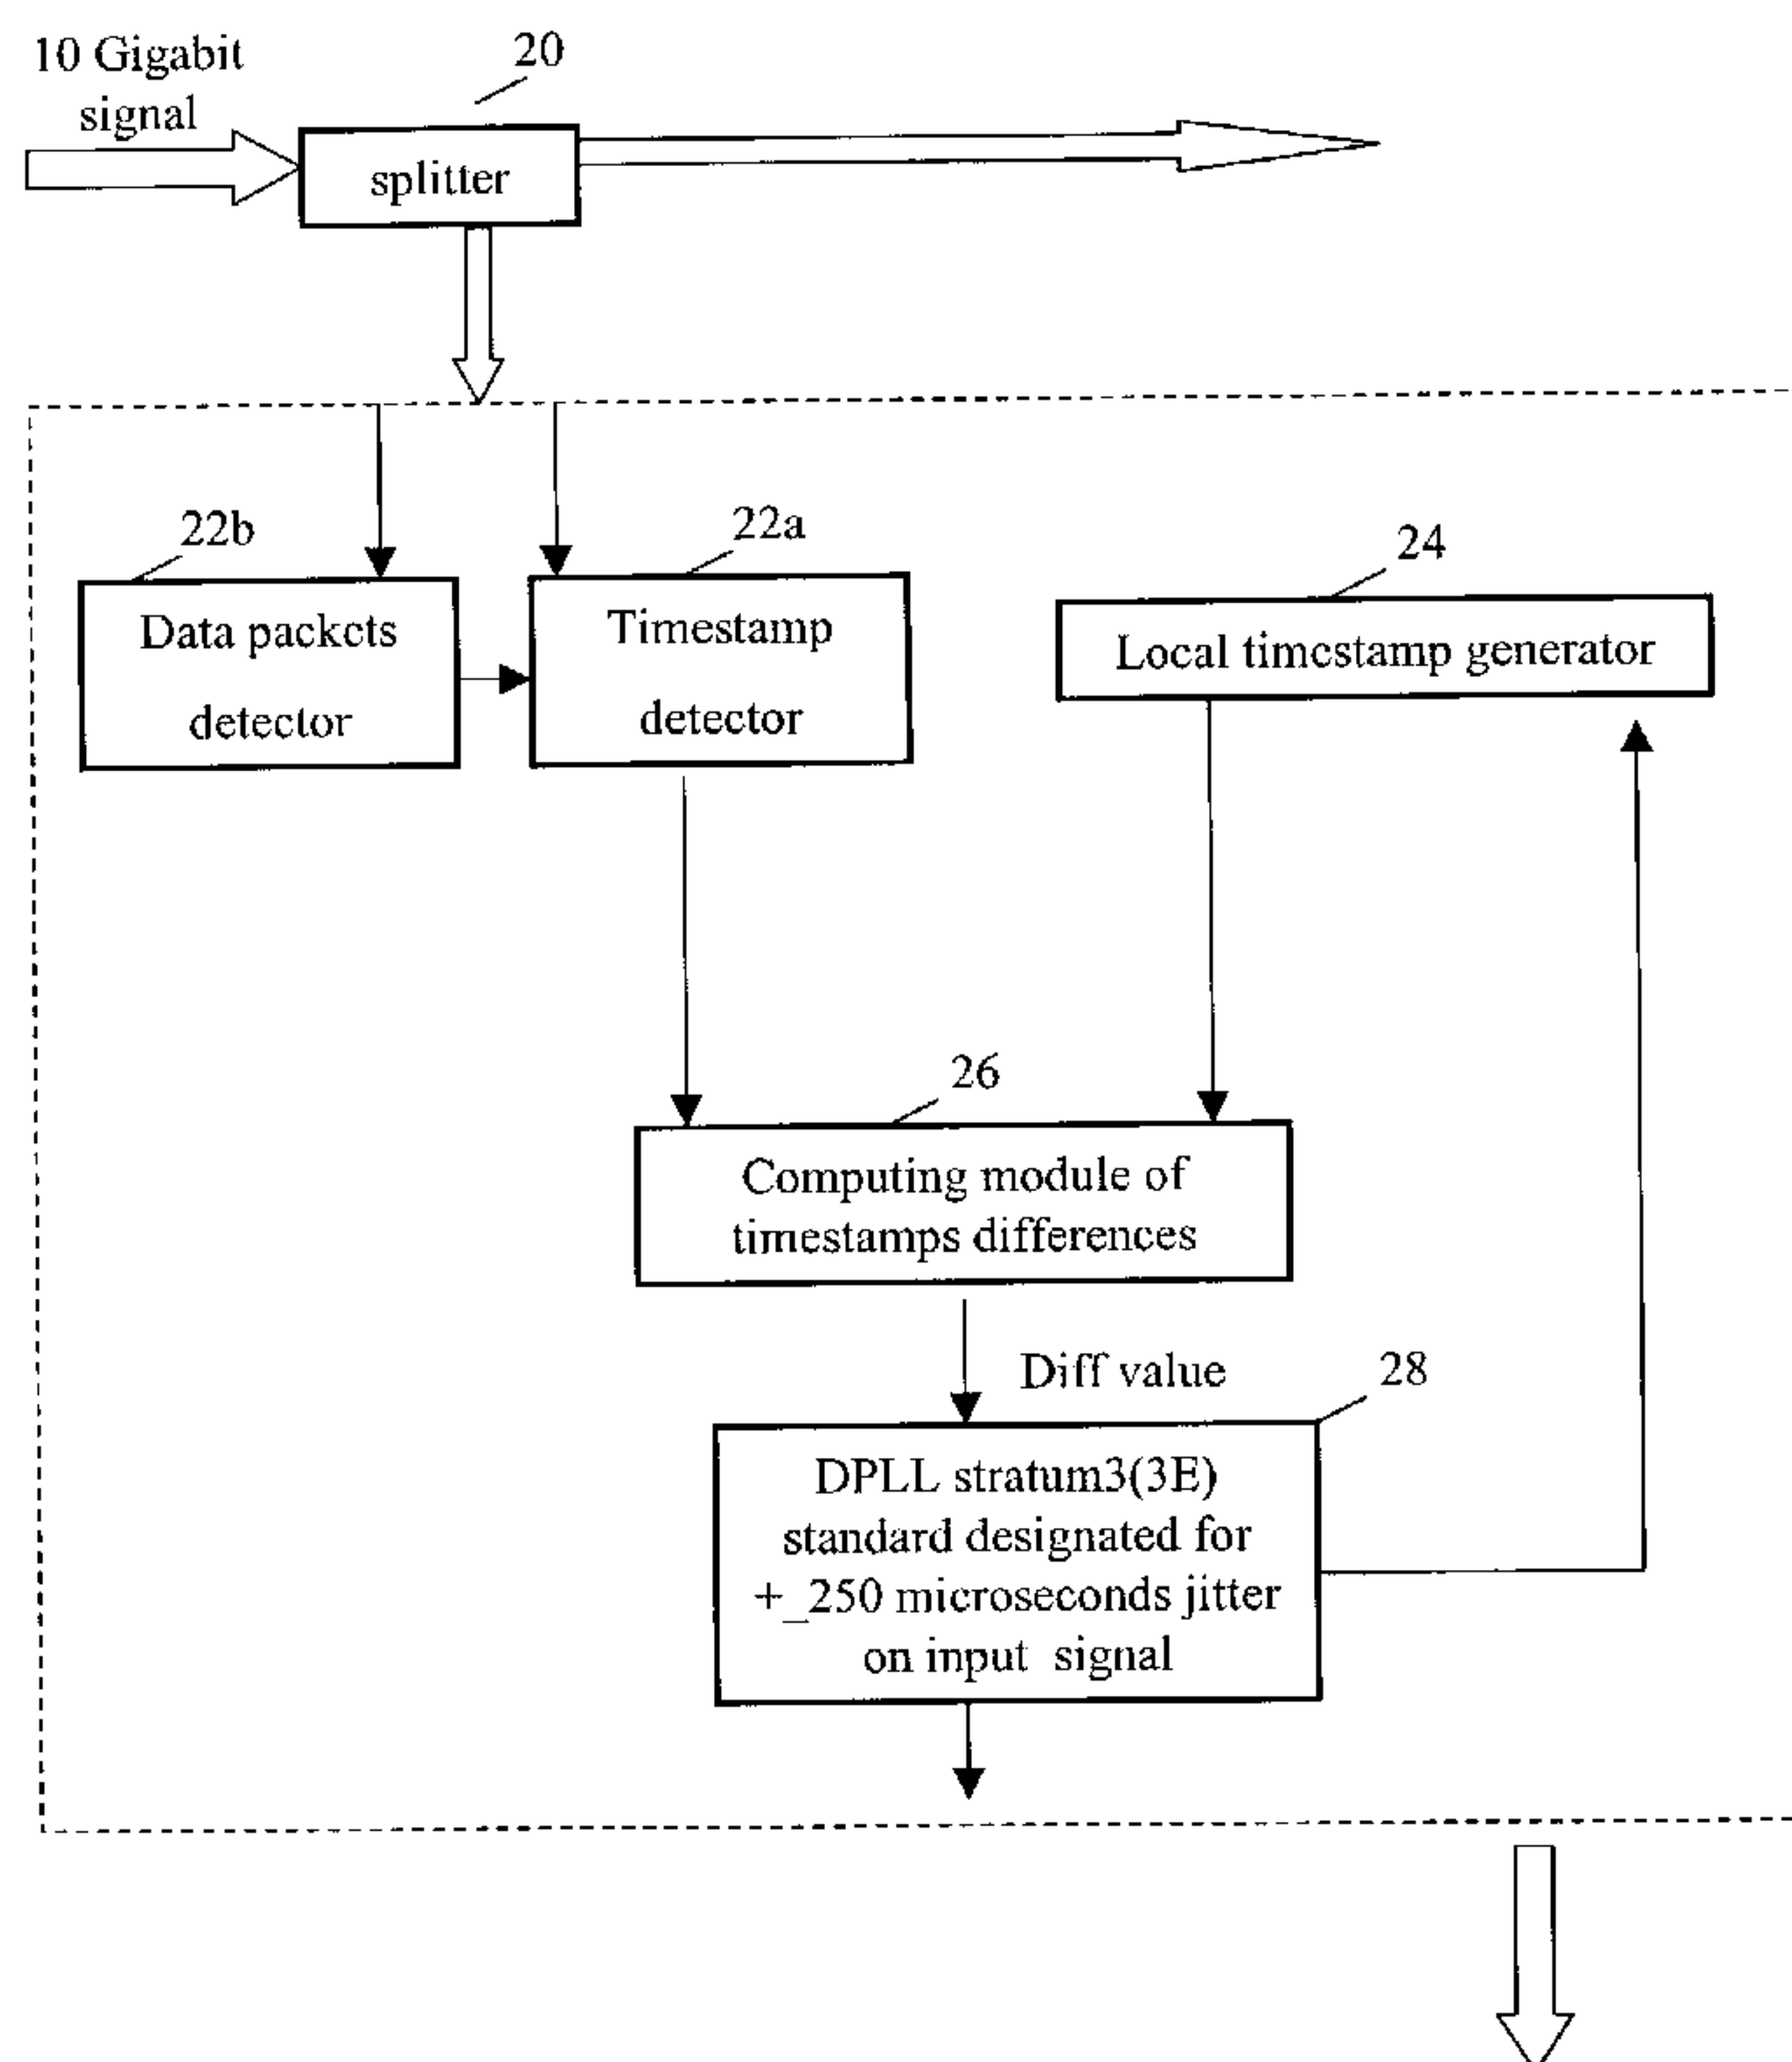 10 Gigabit
signal
20
splitter
22b
22a
24
Data packets
detector
Timestamp
detector
Local timestamp generator
26
Computing module of
timestamps differences
Diff value
28
DPLL stratum3(3E)
standard designated for
+_250 microseconds jitter
on input signal